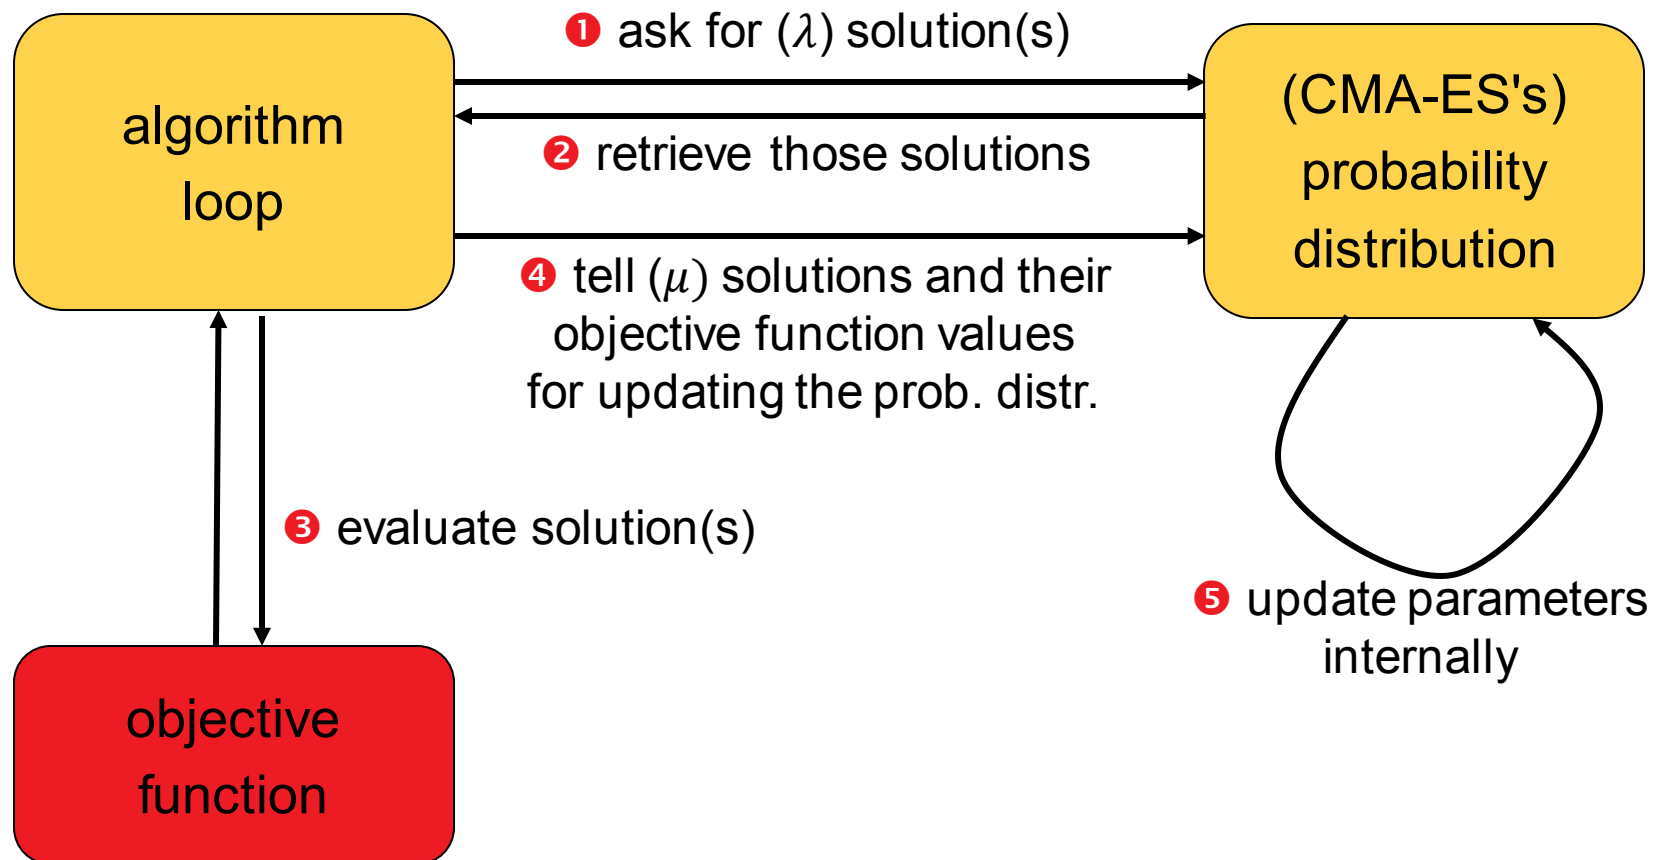 ❶ ask for (λ) solution(s)
algorithm
loop
(CMA-ES's)
probability
distribution
❷ retrieve those solutions
❹ tell (μ) solutions and their
objective function values
for updating the prob. distr.
❸ evaluate solution(s)
❺ update parameters
internally
objective
function